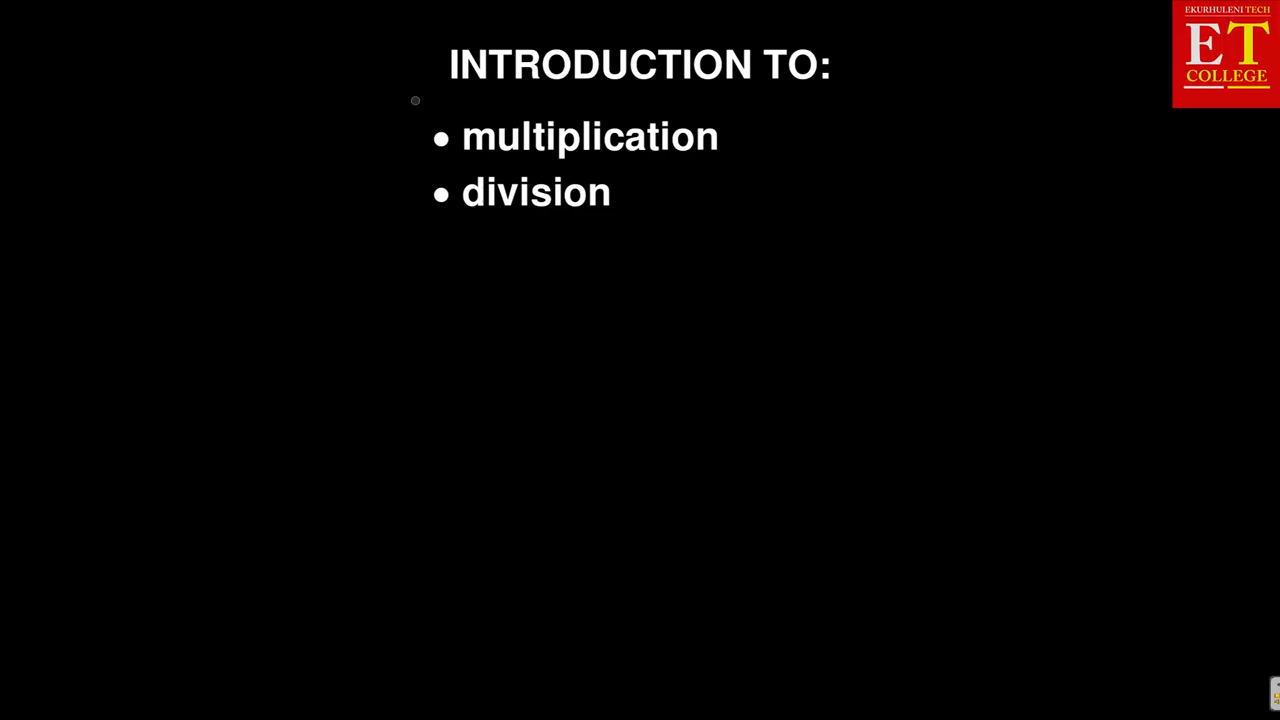 EKURHULENI TECH
ET
COLLEGE
INTRODUCTION TO:
• multiplication
• division